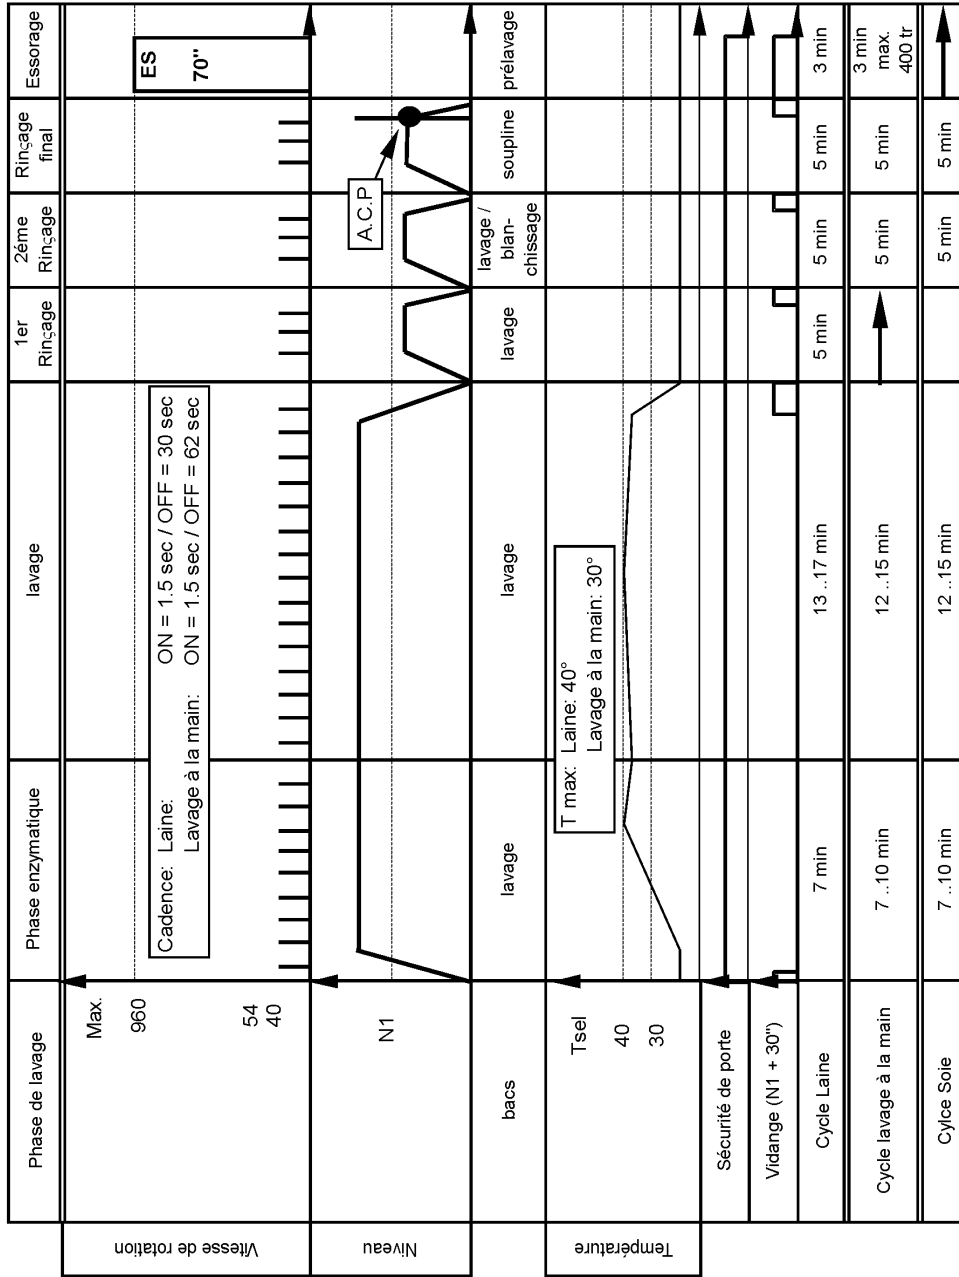 Phase de lavage
Phase enzymatique
lavage
1er
Rinçage
2éme
Rinçage
Rinçage
final
Essorage
Vitesse de rotation
Max.
960
54
40
Cadence: Laine: ON = 1.5 sec / OFF = 30 sec
Lavage à la main: ON = 1.5 sec / OFF = 62 sec
ES
70"
Niveau
N1
A.C.P
bacs
lavage
lavage
lavage
lavage /
blan-
chissage
soupline
prélavage
Température
Tsel
40
30
T max: Laine: 40°
Lavage à la main: 30°
Sécurité de porte
Vidange (N1 + 30")
Cycle Laine
7 min
13 ..17 min
5 min
5 min
5 min
3 min
Cycle lavage à la main
7 ..10 min
12 ..15 min
5 min
5 min
3 min
max.
400 tr
Cylce Soie
7 ..10 min
12 ..15 min
5 min
5 min